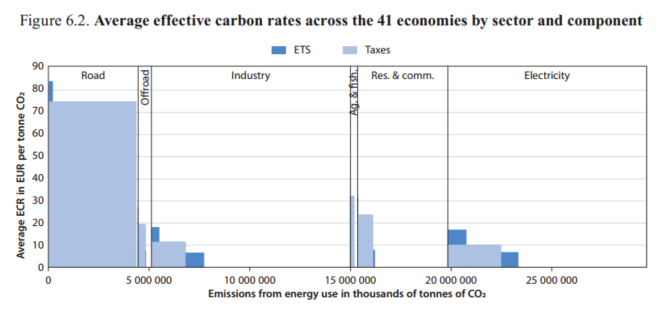 Figure 6.2. Average effective carbon rates across the 41 economies by sector and component
ETS Taxes
Average ECR in EUR per tonne CO₂
90
80
70
60
50
40
30
20
10
0
Road
Offroad
Industry
Ag. & fish.
Res. & comm.
Electricity
0 5 000 000 10 000 000 15 000 000 20 000 000 25 000 000
Emissions from energy use in thousands of tonnes of CO₂